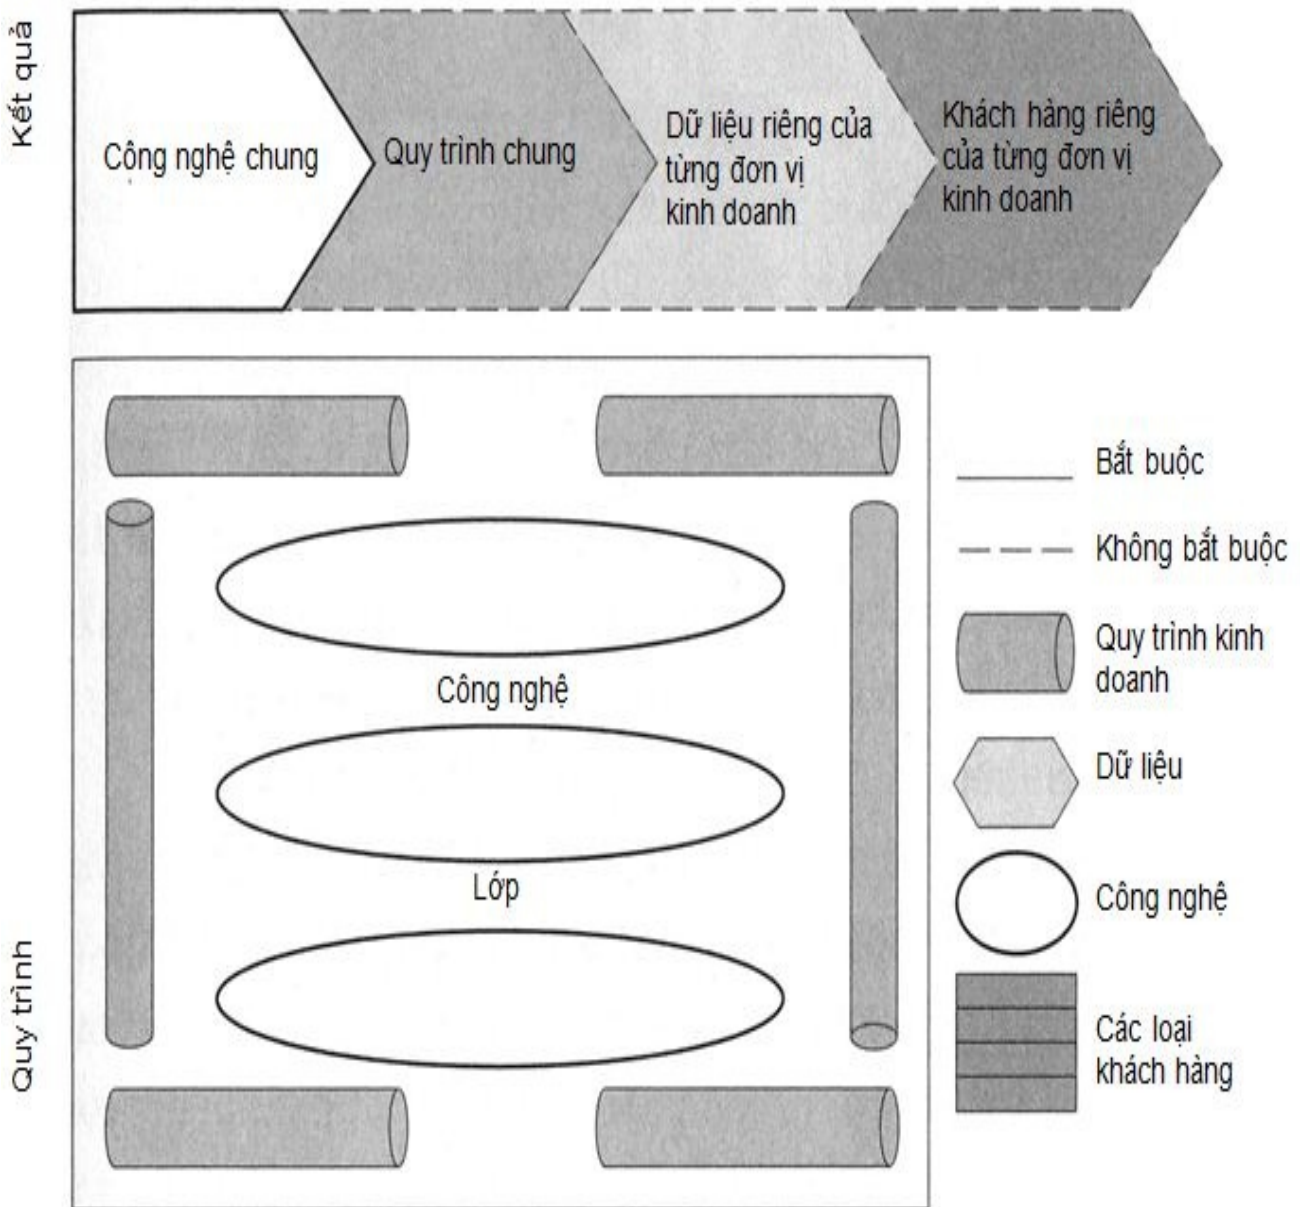 Kết quả
Công nghệ chung
Quy trình chung
Dữ liệu riêng của
từng đơn vị
kinh doanh
Khách hàng riêng
của từng đơn vị
kinh doanh
Công nghệ
Lớp
Quy trình
Bắt buộc
Không bắt buộc
Quy trình kinh
doanh
Dữ liệu
Công nghệ
Các loại
khách hàng